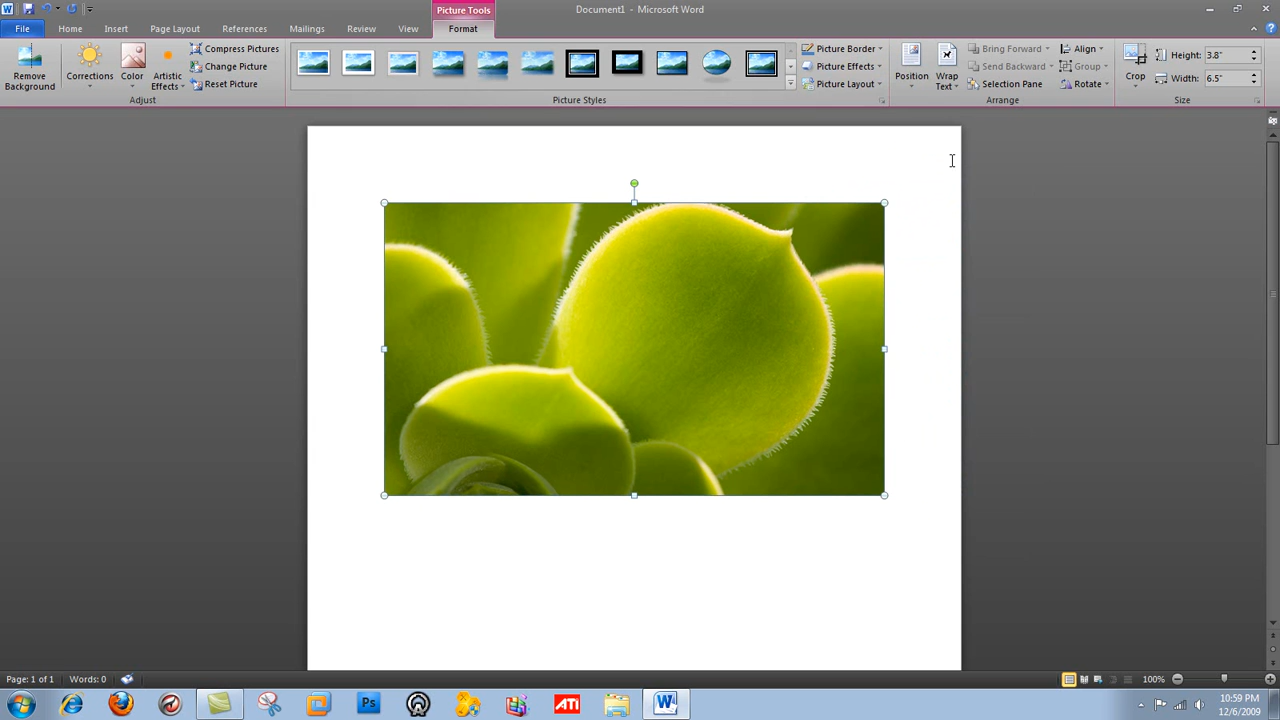 Picture Tools
Document1 - Microsoft Word
File Home Insert Page Layout References Mailings Review View Format
Remove Background
Corrections
Color
Artistic Effects
Compress Pictures
Change Picture
Reset Picture
Adjust
Picture Border
Picture Effects
Picture Layout
Picture Styles
Position
Wrap Text
Bring Forward
Send Backward
Selection Pane
Align
Group
Rotate
Arrange
Crop
Height: 3.8"
Width: 6.5"
Size
Page: 1 of 1 Words: 0 100%
Ps ATI W
10:59 PM
12/6/2009